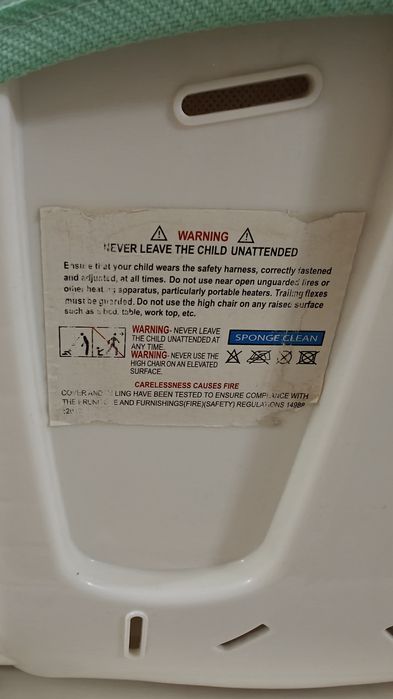 WARNING
NEVER LEAVE THE CHILD UNATTENDED
Ensure that your child wears the safety harness, correctly fastened
and adjusted, at all times. Do not use near open unguarded fires or
other heating apparatus, particularly portable heaters. Trailing flexes
must be guarded. Do not use the high chair on any raised surface
such as a bed, table, work top, etc.
WARNING- NEVER LEAVE
THE CHILD UNATTENDED AT
ANY TIME.
WARNING- NEVER USE THE
HIGH CHAIR ON AN ELEVATED
SURFACE.
SPONGE CLEAN
CARELESSNESS CAUSES FIRE
COVER AND LING HAVE BEEN TESTED TO ENSURE COMPLIANCE WITH
THE E AND FURNISHINGS(FIRE)(SAFETY) REGULATIONS